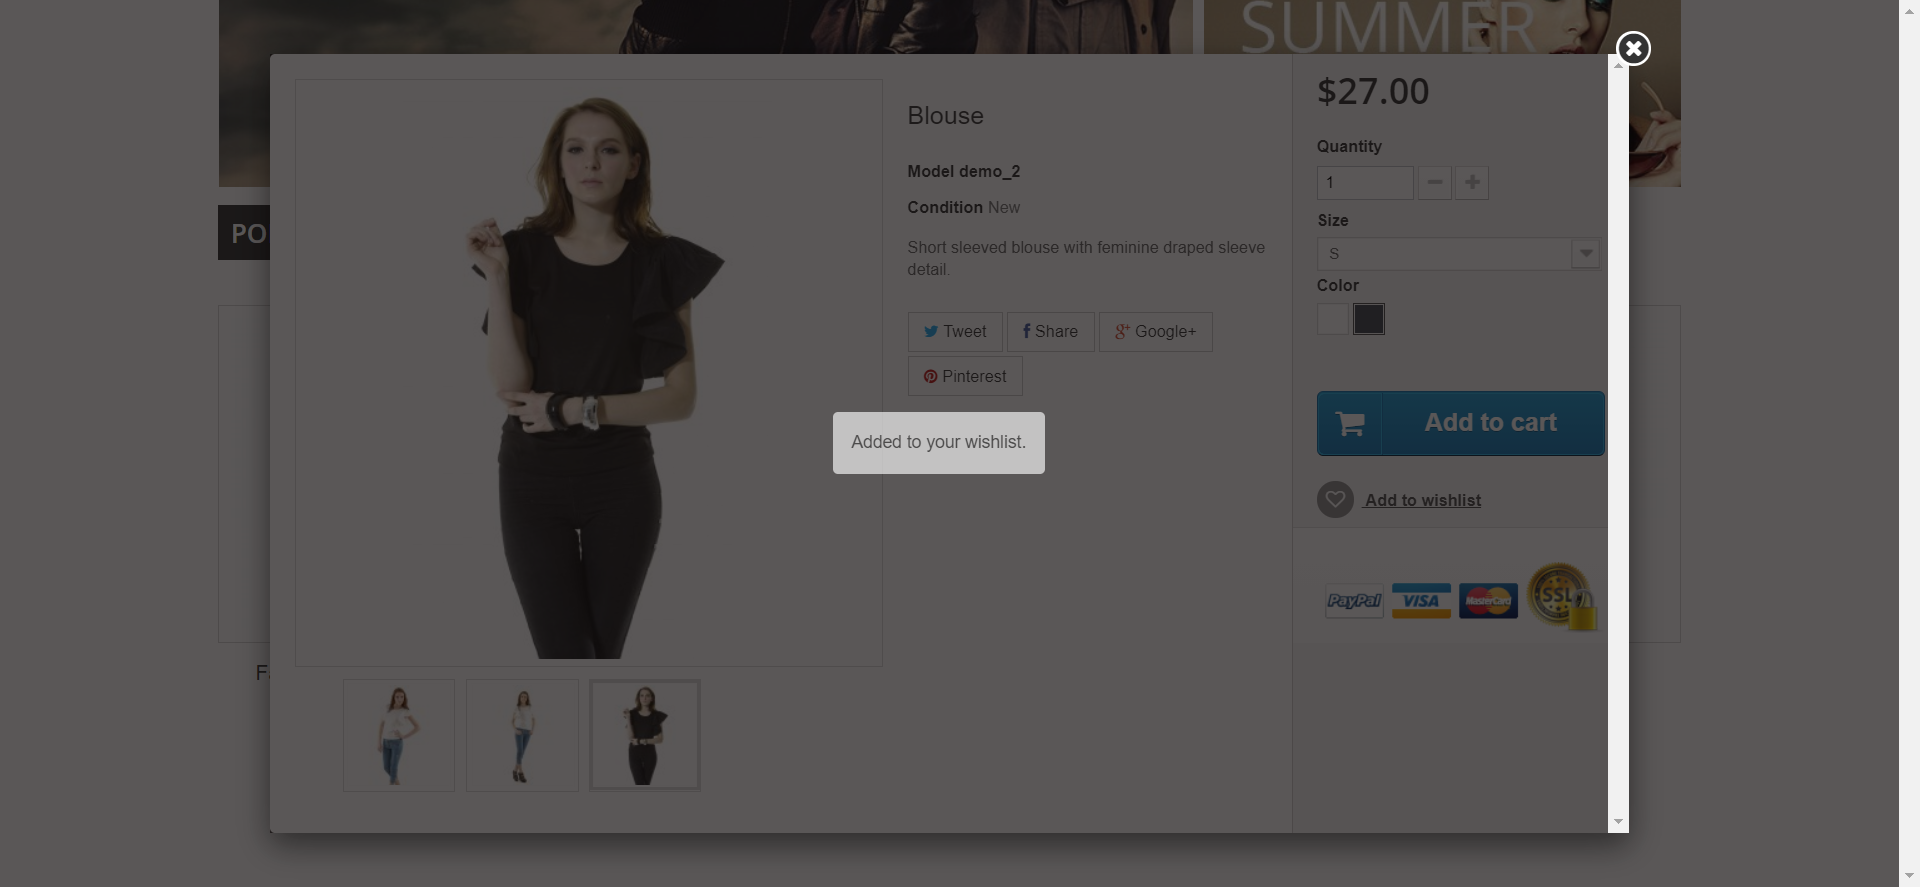 SUMMER
$27.00
Blouse
Quantity
Model demo_2
1
Condition New
Size
Short sleeved blouse with feminine draped sleeve
detail.
S
Color
Tweet
Share
Google+
Pinterest
Add to cart
Added to your wishlist.
Add to wishlist
PayPal
VISA
MasterCard
SSL
PO
F